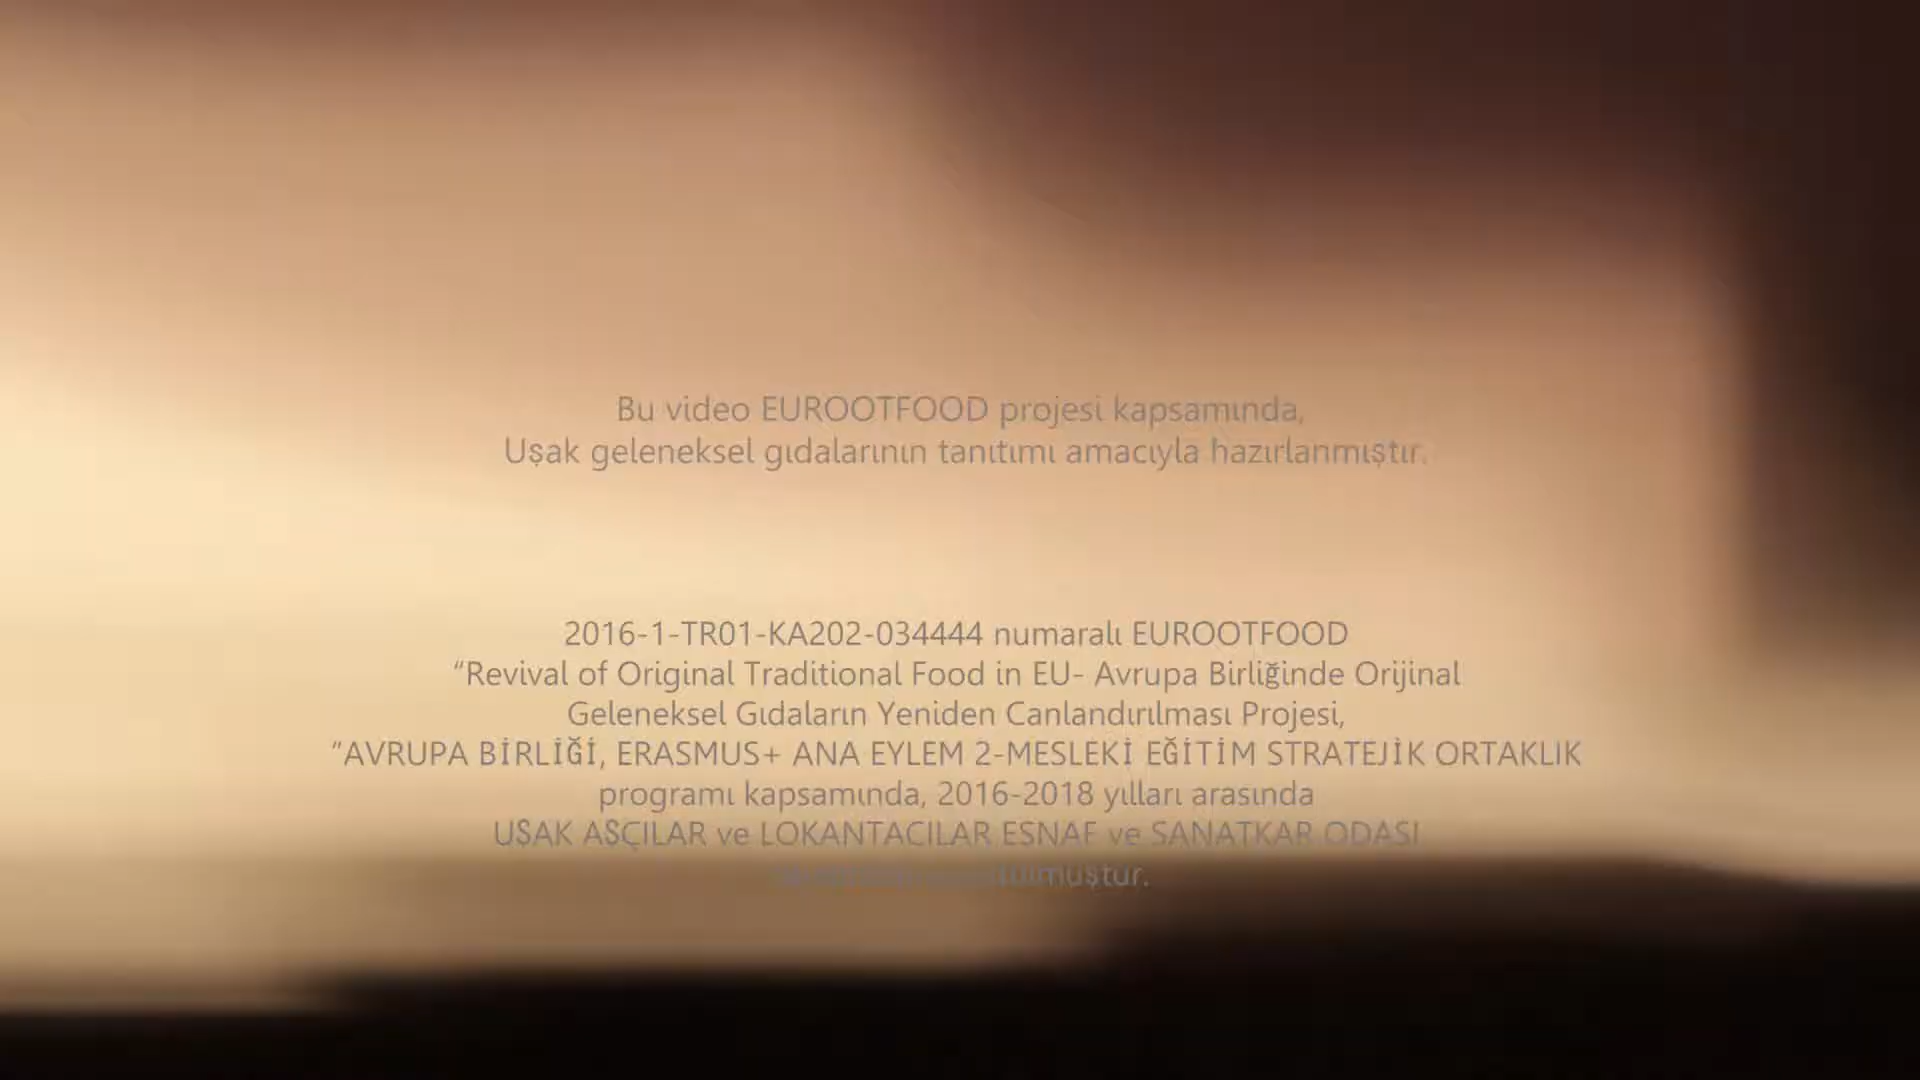 Bu video EUROOTFOOD projesi kapsamında,
Uşak geleneksel gıdalarının tanıtımı amacıyla hazırlanmıştır.
2016-1-TR01-KA202-034444 numaralı EUROOTFOOD
“Revival of Original Traditional Food in EU- Avrupa Birliğinde Orijinal
Geleneksel Gıdaların Yeniden Canlandırılması Projesi,
“AVRUPA BİRLİĞİ, ERASMUS+ ANA EYLEM 2-MESLEKİ EĞİTİM STRATEJİK ORTAKLIK
programı kapsamında, 2016-2018 yılları arasında
UŞAK AŞÇILAR ve LOKANTACILAR ESNAF ve SANATKAR ODASI